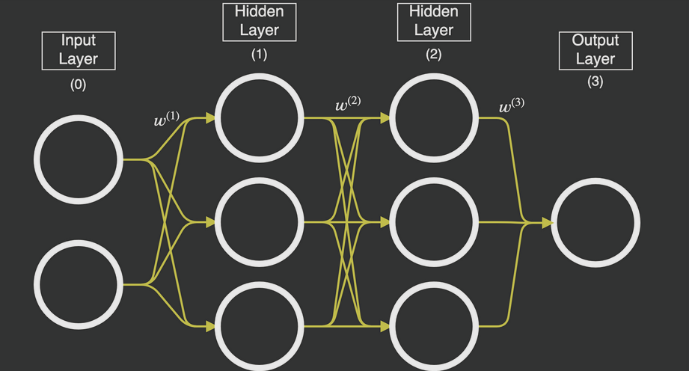 Input
Layer
(0)
Hidden
Layer
(1)
Hidden
Layer
(2)
Output
Layer
(3)
w⁽¹⁾
w⁽²⁾
w⁽³⁾